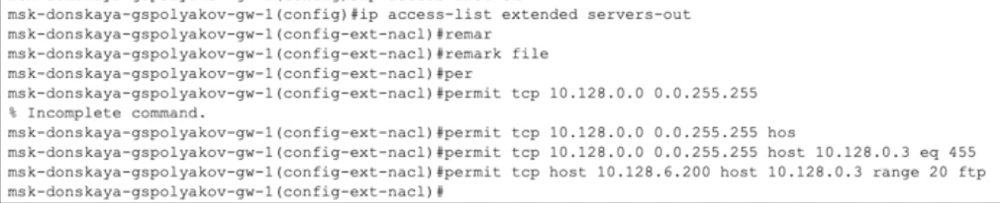 msk-donskaya-gspolyakov-gw-1(config)#ip access-list extended servers-out
msk-donskaya-gspolyakov-gw-1(config-ext-nacl)#remar
msk-donskaya-gspolyakov-gw-1(config-ext-nacl)#remark file
msk-donskaya-gspolyakov-gw-1(config-ext-nacl)#per
msk-donskaya-gspolyakov-gw-1(config-ext-nacl)#permit tcp 10.128.0.0 0.0.255.255
% Incomplete command.
msk-donskaya-gspolyakov-gw-1(config-ext-nacl)#permit tcp 10.128.0.0 0.0.255.255 hos
msk-donskaya-gspolyakov-gw-1(config-ext-nacl)#permit tcp 10.128.0.0 0.0.255.255 host 10.128.0.3 eq 455
msk-donskaya-gspolyakov-gw-1(config-ext-nacl)#permit tcp host 10.128.6.200 host 10.128.0.3 range 20 ftp
msk-donskaya-gspolyakov-gw-1(config-ext-nacl)#